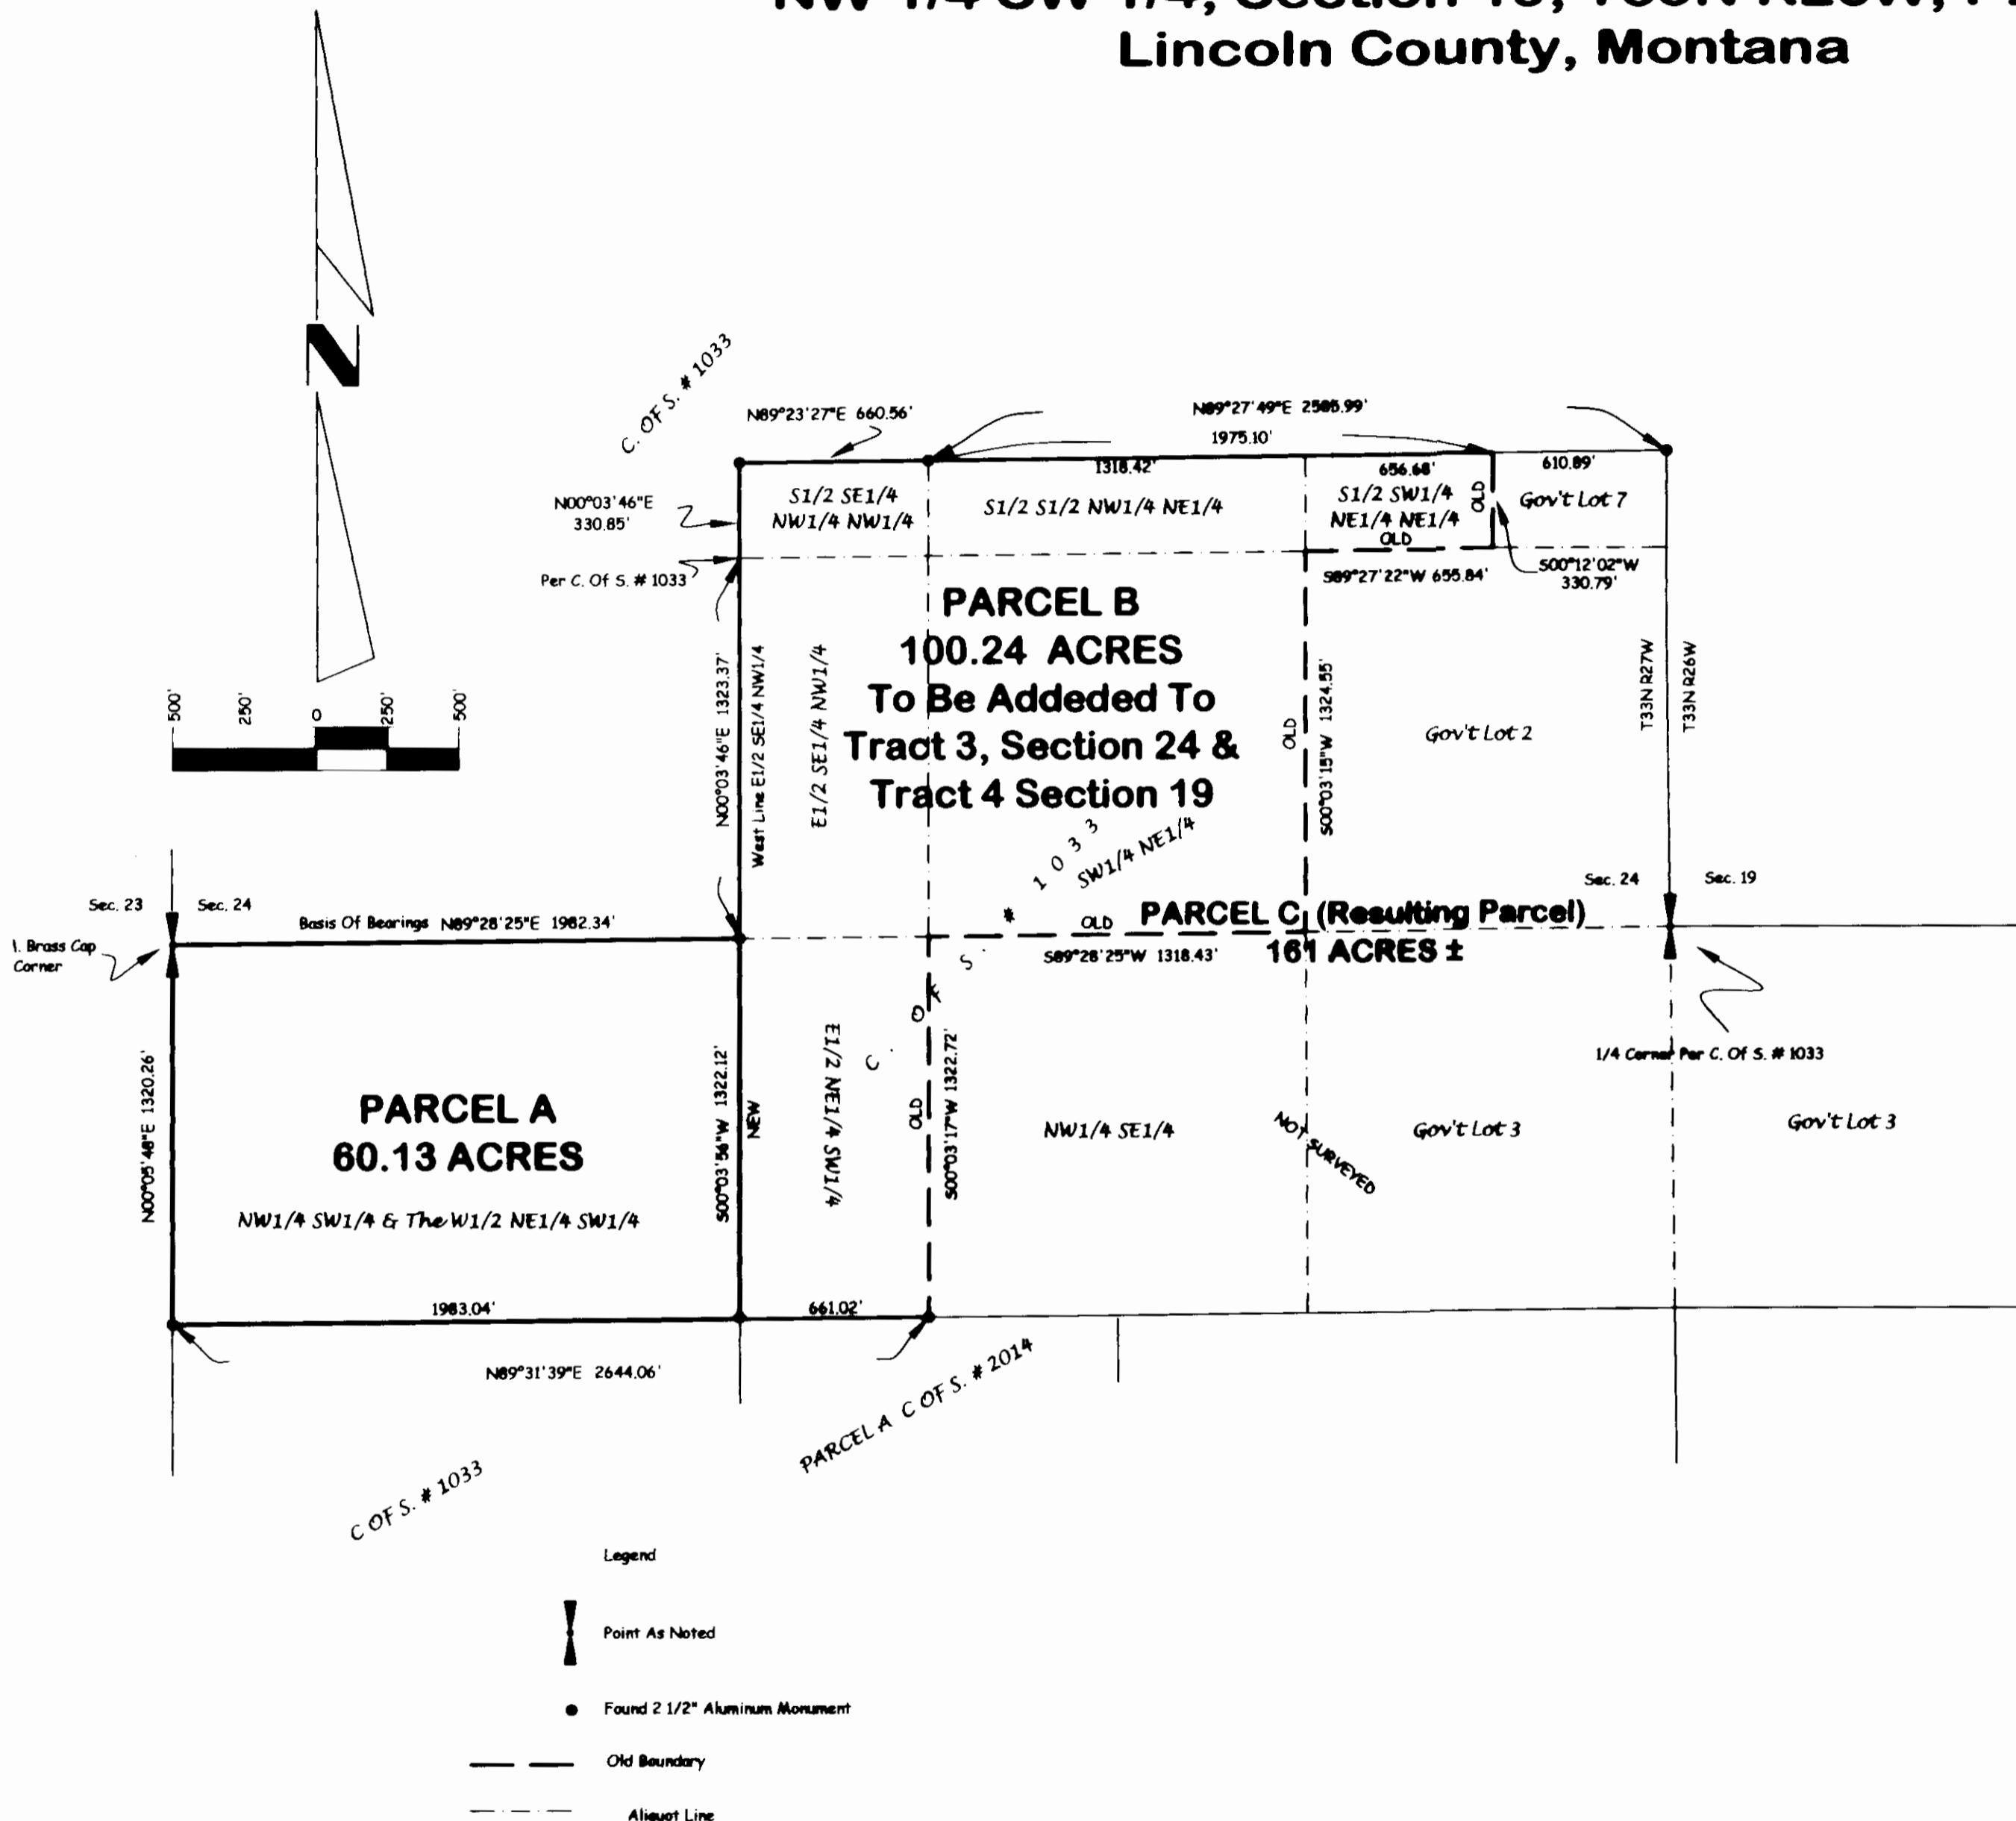 Lincoln County, Montana
N
C. OF S. # 1033
N89°23'27"E 660.56'
N89°27'49"E
1975.10'
1318.42'
656.68'
610.89'
N00°03'46"E
330.85'
S1/2 SE1/4
NW1/4 NW1/4
S1/2 S1/2 NW1/4 NE1/4
S1/2 SW1/4
NE1/4 NE1/4
OLD
OLD
Gov't Lot 7
Per C. Of S. # 1033
S89°27'22"W 655.84'
S00°12'02"W
330.79'
PARCEL B
100.24 ACRES
To Be Addeded To
Tract 3, Section 24 &
Tract 4 Section 19
N00°03'46"E 1323.37'
West Line E1/2 SE1/4 NW1/4
E1/2 SE1/4 NW1/4
OLD
S00°03'15"W 1324.55'
Gov't Lot 2
T33N R27W
T33N R26W
500'
250'
0
250'
500'
C. OF S. # 1033
SW1/4 NE1/4
Sec. 23
Sec. 24
Sec. 24
Sec. 19
Basis Of Bearings N89°28'25"E 1982.34'
OLD
PARCEL C (Resulting Parcel)
161 ACRES ±
S89°28'25"W 1318.43'
Brass Cap
Corner
1/4 Corner Per C. Of S. # 1033
N00°05'48"E 1320.26'
PARCEL A
60.13 ACRES
NW1/4 SW1/4 & The W1/2 NE1/4 SW1/4
S00°03'56"W 1322.12'
NEW
E1/2 NE1/4 SW1/4
OLD
S00°03'17"W 1322.72'
NW1/4 SE1/4
NOT SURVEYED
Gov't Lot 3
Gov't Lot 3
1983.04'
661.02'
N89°31'39"E 2644.06'
PARCEL A C OF S. # 2014
C OF S. # 1033
Legend
Point As Noted
Found 2 1/2" Aluminum Monument
Old Boundary
Aliquot Line